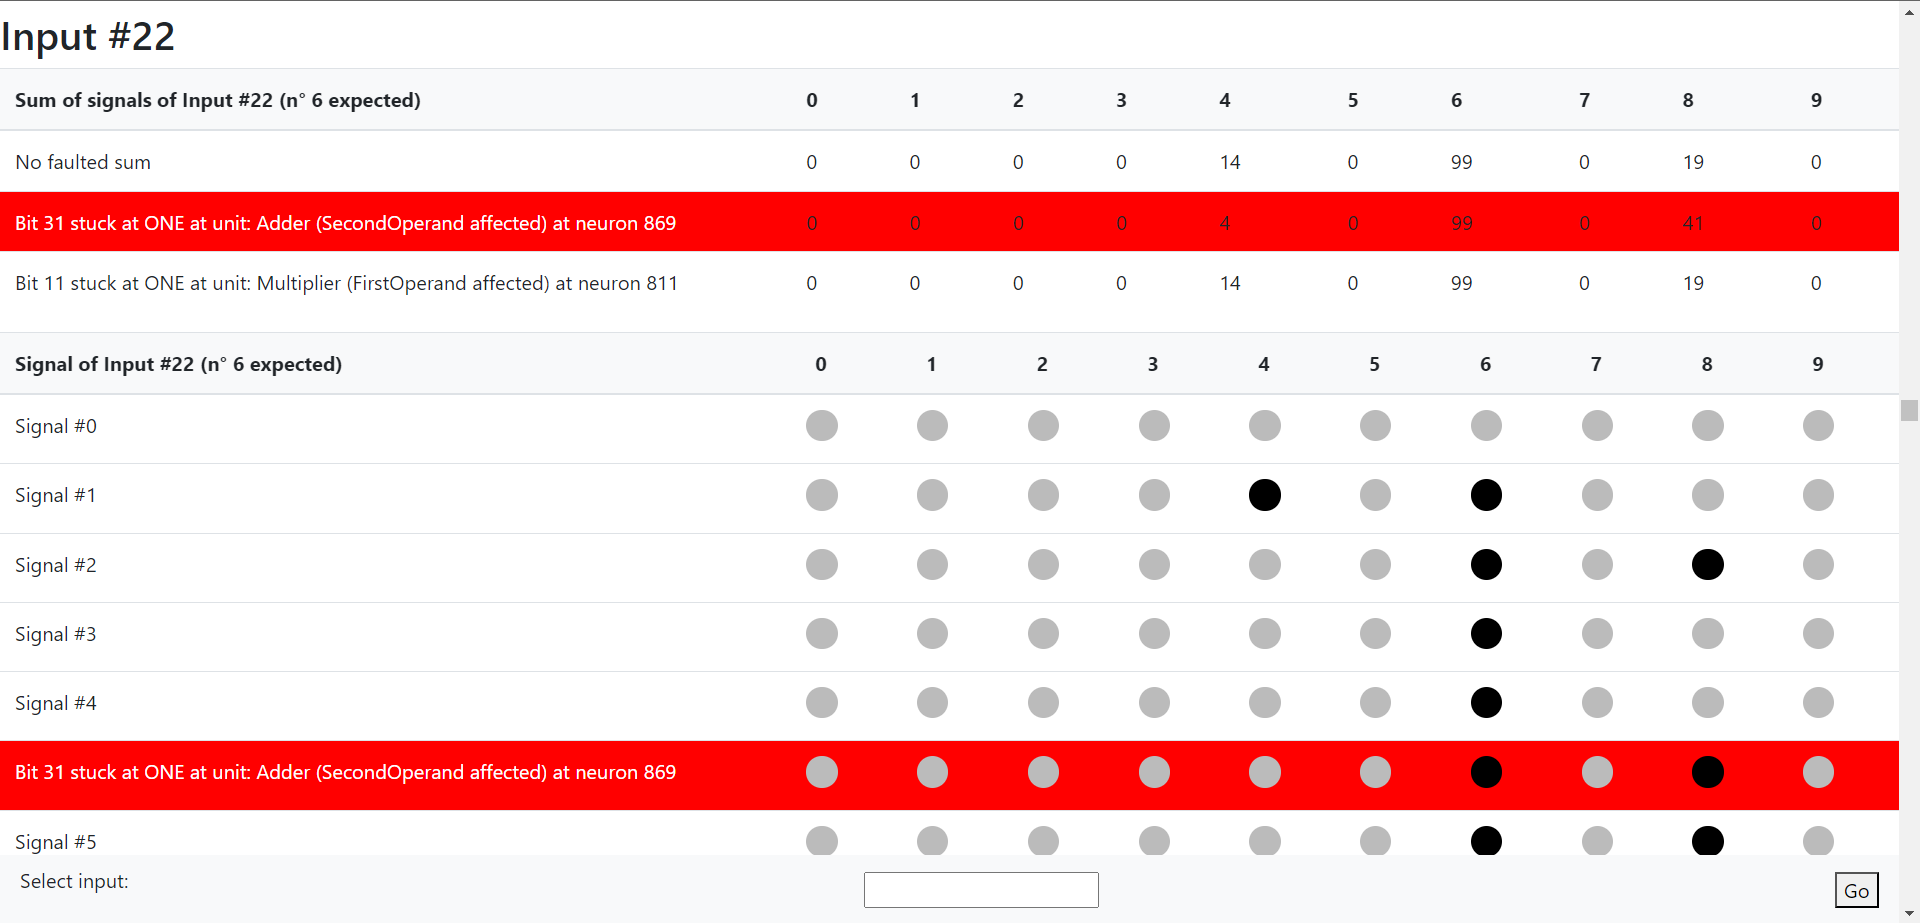 Input #22
Sum of signals of Input #22 (n° 6 expected) 0 1 2 3 4 5 6 7 8 9
No faulted sum 0 0 0 0 14 0 99 0 19 0
Bit 31 stuck at ONE at unit: Adder (SecondOperand affected) at neuron 869 0 0 0 0 4 0 99 0 41 0
Bit 11 stuck at ONE at unit: Multiplier (FirstOperand affected) at neuron 811 0 0 0 0 14 0 99 0 19 0
Signal of Input #22 (n° 6 expected) 0 1 2 3 4 5 6 7 8 9
Signal #0
Signal #1
Signal #2
Signal #3
Signal #4
Bit 31 stuck at ONE at unit: Adder (SecondOperand affected) at neuron 869
Signal #5
Select input: Go